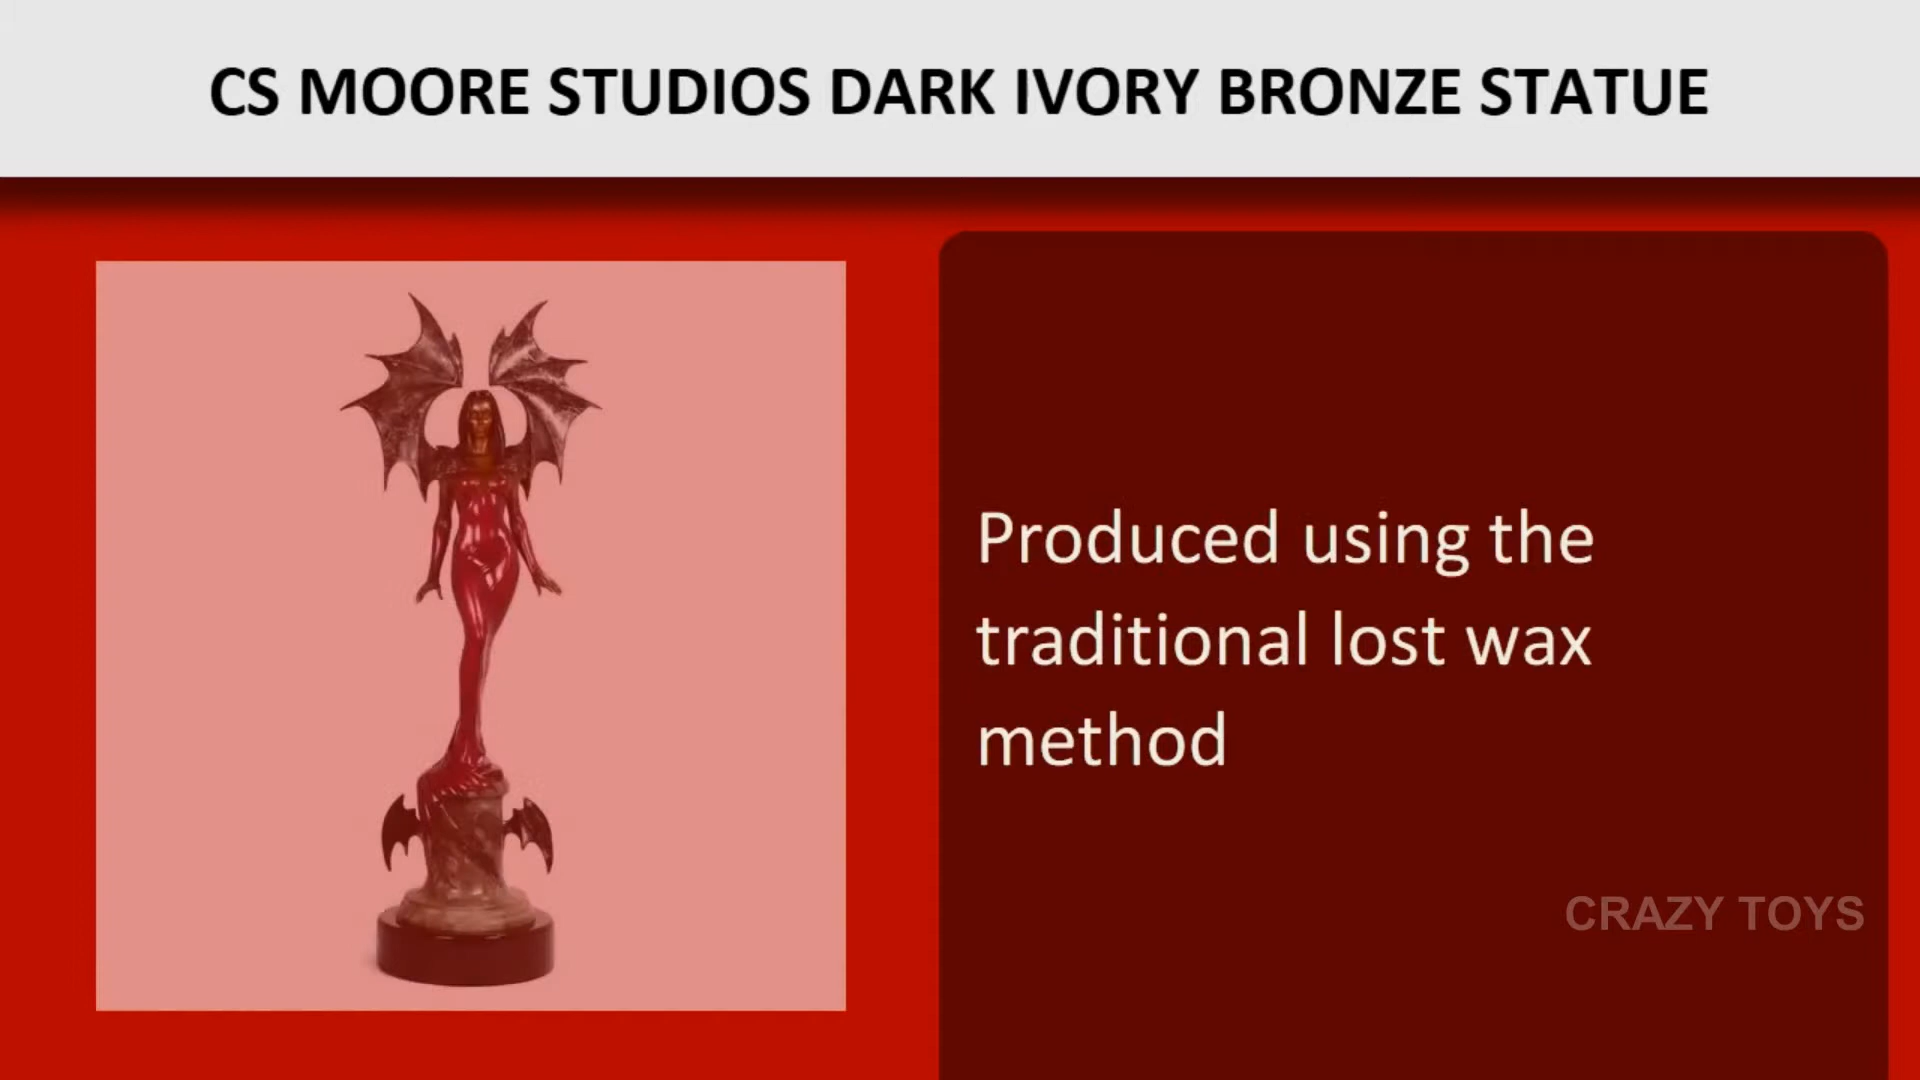 CS MOORE STUDIOS DARK IVORY BRONZE STATUE
Produced using the
traditional lost wax
method
CRAZY TOYS